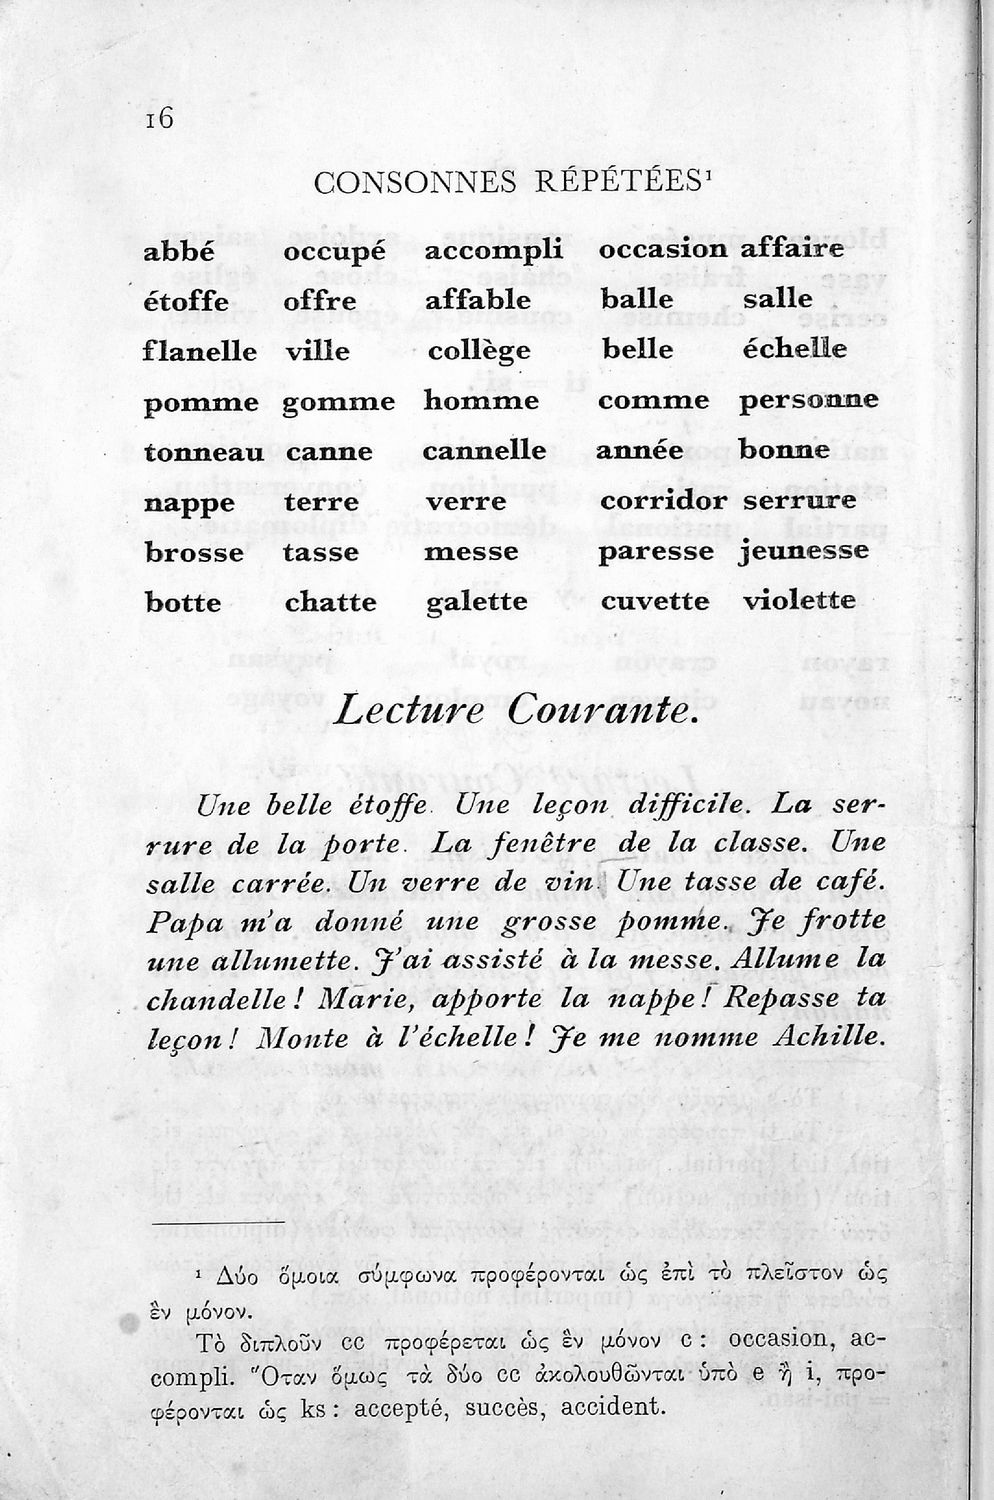 16
CONSONNES RÉPÉTÉES¹
abbé occupé accompli occasion affaire
étoffe offre affable balle salle
flanelle ville collège belle échelle
pomme gomme homme comme personne
tonneau canne cannelle année bonne
nappe terre verre corridor serrure
brosse tasse messe paresse jeunesse
botte chatte galette cuvette violette
Lecture Courante.
Une belle étoffe. Une leçon difficile. La ser-
rure de la porte. La fenêtre de la classe. Une
salle carrée. Un verre de vin. Une tasse de café.
Papa m'a donné une grosse pomme. Je frotte
une allumette. J'ai assisté à la messe. Allume la
chandelle ! Marie, apporte la nappe ! Repasse ta
leçon ! Monte à l'échelle ! Je me nomme Achille.
¹ Δύο ὅμοια σύμφωνα προφέρονται ὡς ἐπὶ τὸ πλεῖστον ὡς
ἓν μόνον.
Τὸ διπλοῦν cc προφέρεται ὡς ἓν μόνον c : occasion, ac-
compli. Ὅταν ὅμως τὰ δύο cc ἀκολουθῶνται ὑπὸ e ἢ i, προ-
φέρονται ὡς ks : accepté, succès, accident.